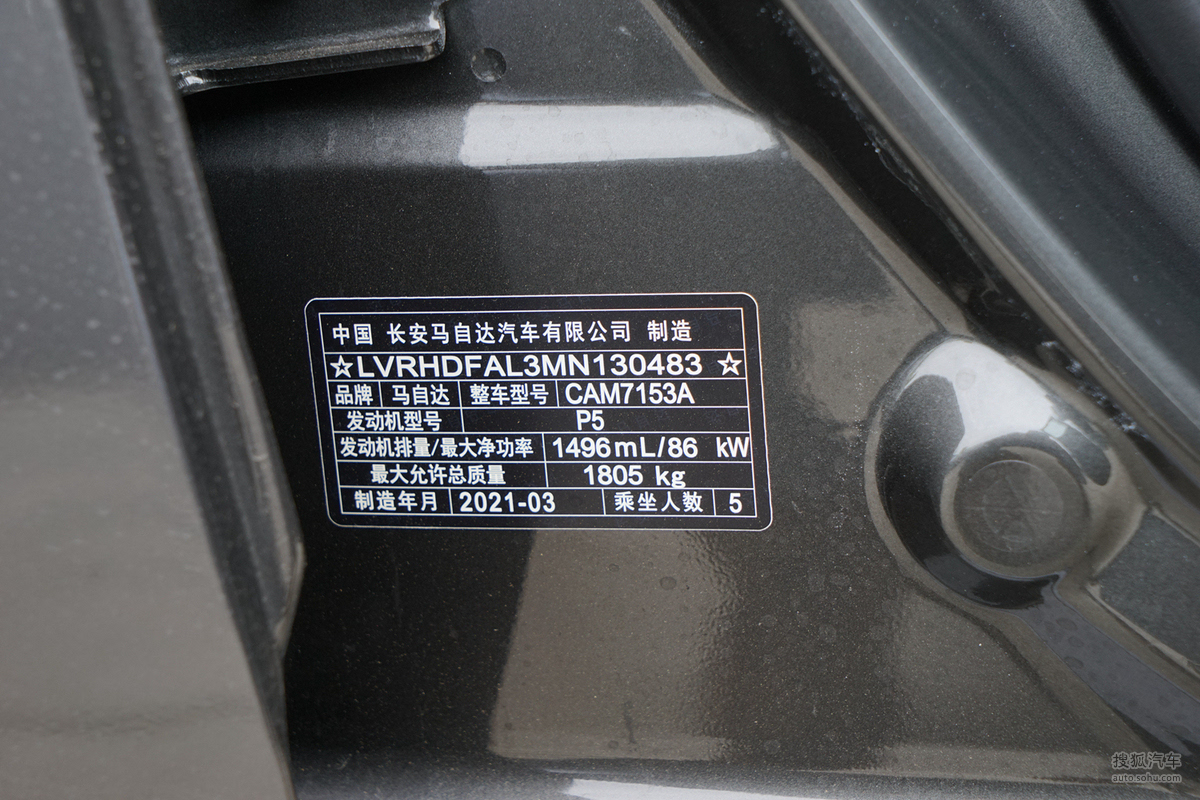 中国 长安马自达汽车有限公司 制造
☆LVRHDFAL3MN130483☆
品牌 马自达 整车型号 CAM7153A
发动机型号 P5
发动机排量/最大净功率 1496mL/86 kW
最大允许总质量 1805 kg
制造年月 2021-03 乘坐人数 5
搜狐汽车
auto.sohu.com